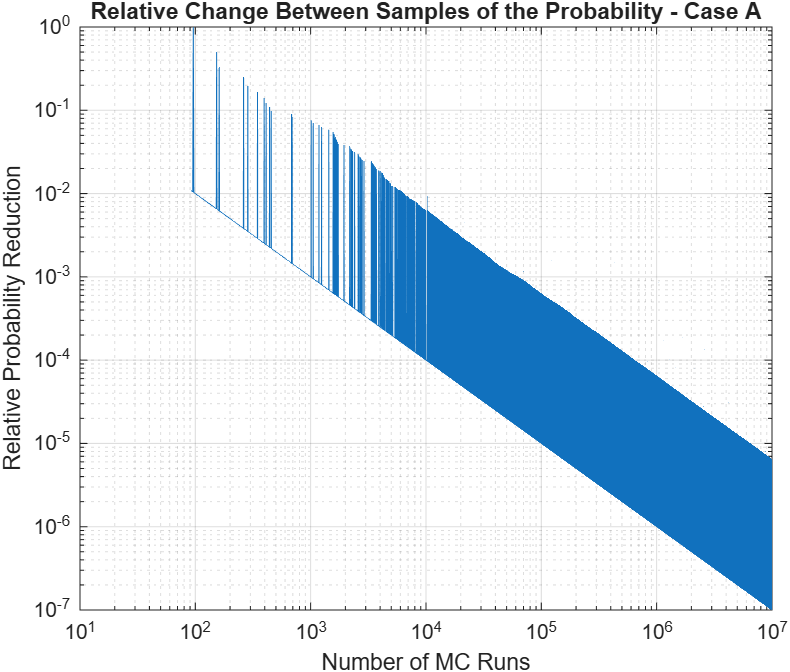 Relative Change Between Samples of the Probability - Case A
10⁰
10⁻¹
10⁻²
10⁻³
10⁻⁴
10⁻⁵
10⁻⁶
10⁻⁷
Relative Probability Reduction
10¹ 10² 10³ 10⁴ 10⁵ 10⁶ 10⁷
Number of MC Runs